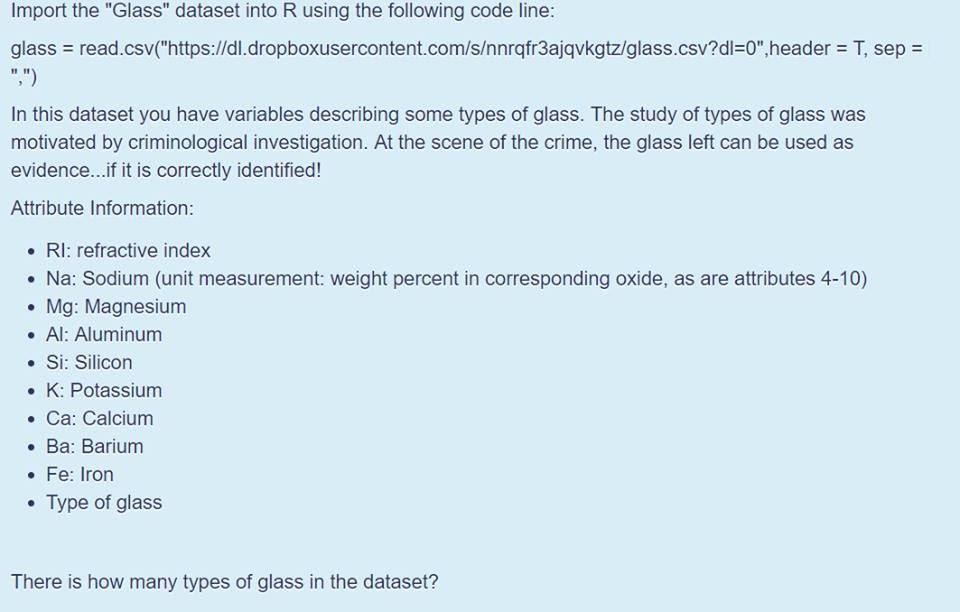 Import the "Glass" dataset into R using the following code line:
glass = read.csv("https://dl.dropboxusercontent.com/s/nnrqfr3ajqvkgtz/glass.csv?dl=0",header = T, sep =
",")
In this dataset you have variables describing some types of glass. The study of types of glass was
motivated by criminological investigation. At the scene of the crime, the glass left can be used as
evidence...if it is correctly identified!
Attribute Information:
• RI: refractive index
• Na: Sodium (unit measurement: weight percent in corresponding oxide, as are attributes 4-10)
• Mg: Magnesium
• Al: Aluminum
• Si: Silicon
• K: Potassium
• Ca: Calcium
• Ba: Barium
• Fe: Iron
• Type of glass
There is how many types of glass in the dataset?